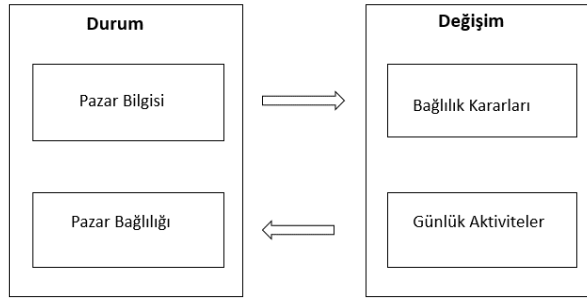 Durum
Değişim
Pazar Bilgisi
Bağlılık Kararları
Pazar Bağlılığı
Günlük Aktiviteler